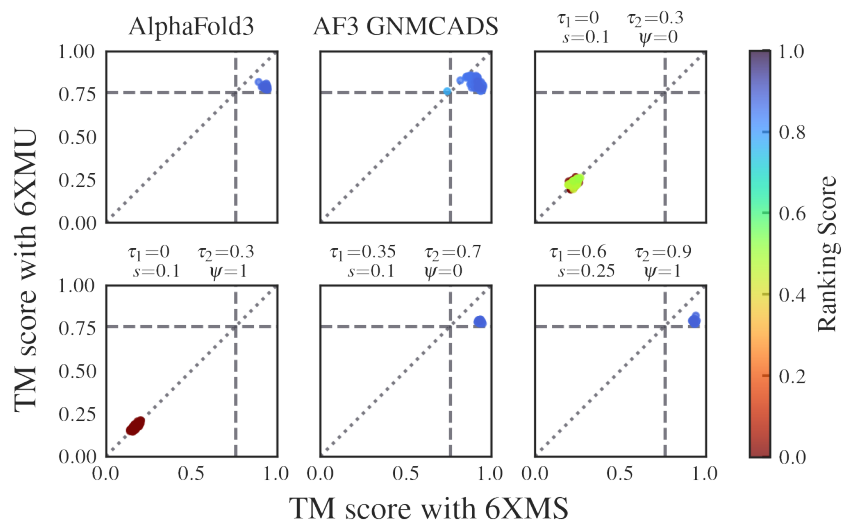 AlphaFold3
AF3 GNMCADS
τ1=0 τ2=0.3
s=0.1 ψ=0
1.00
0.75
0.50
0.25
0.00
τ1=0 τ2=0.3
s=0.1 ψ=1
τ1=0.35 τ2=0.7
s=0.1 ψ=0
τ1=0.6 τ2=0.9
s=0.25 ψ=1
1.00
0.75
0.50
0.25
0.00
0.0 0.5 1.0
0.0 0.5 1.0
0.0 0.5 1.0
TM score with 6XMU
TM score with 6XMS
1.0
0.8
0.6
0.4
0.2
0.0
Ranking Score